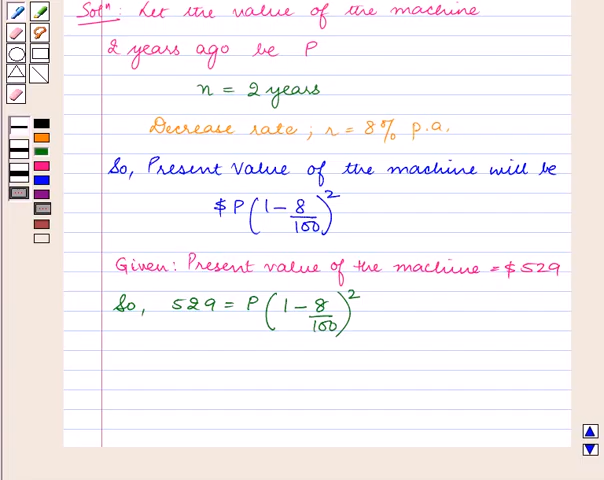 Solⁿ: Let the value of the machine
2 years ago be P
n = 2 years
Decrease rate; r = 8% p.a.
So, Present Value of the machine will be
$ P(1 - 8/100)²
Given: Present value of the machine = $ 529
So, 529 = P(1 - 8/100)²